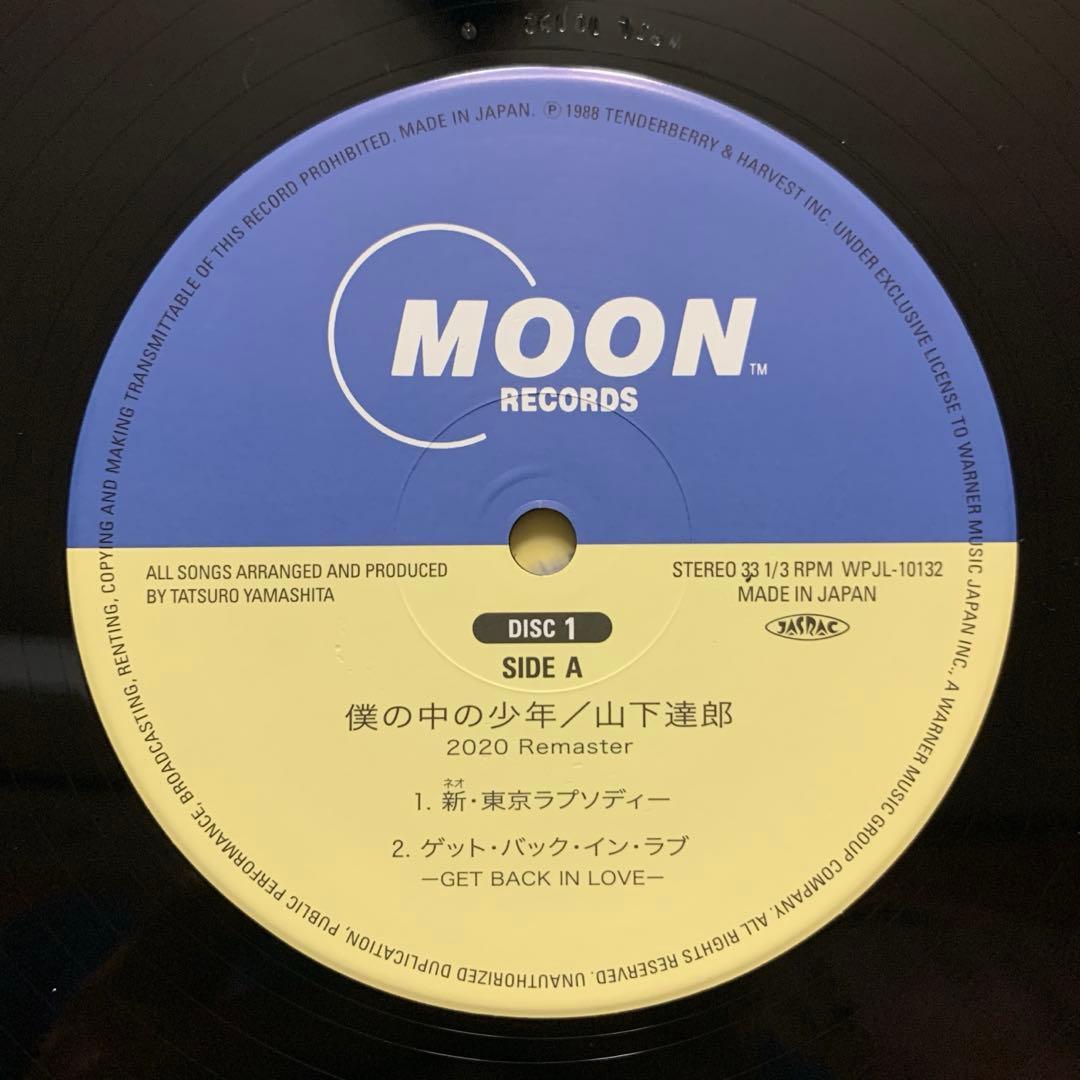 UNAUTHORIZED DUPLICATION, PUBLIC PERFORMANCE, BROADCASTING, RENTING, COPYING AND MAKING TRANSMITTABLE OF THIS RECORD PROHIBITED. MADE IN JAPAN. Ⓟ 1988 TENDERBERRY & HARVEST INC. UNDER EXCLUSIVE LICENSE TO WARNER MUSIC JAPAN INC., A WARNER MUSIC GROUP COMPANY. ALL RIGHTS RESERVED.
MOON™
RECORDS
ALL SONGS ARRANGED AND PRODUCED
BY TATSURO YAMASHITA
STEREO 33 1/3 RPM WPJL-10132
MADE IN JAPAN
JASRAC
DISC 1
SIDE A
僕の中の少年/山下達郎
2020 Remaster
ネオ
1. 新・東京ラプソディー
2. ゲット・バック・イン・ラブ
—GET BACK IN LOVE—